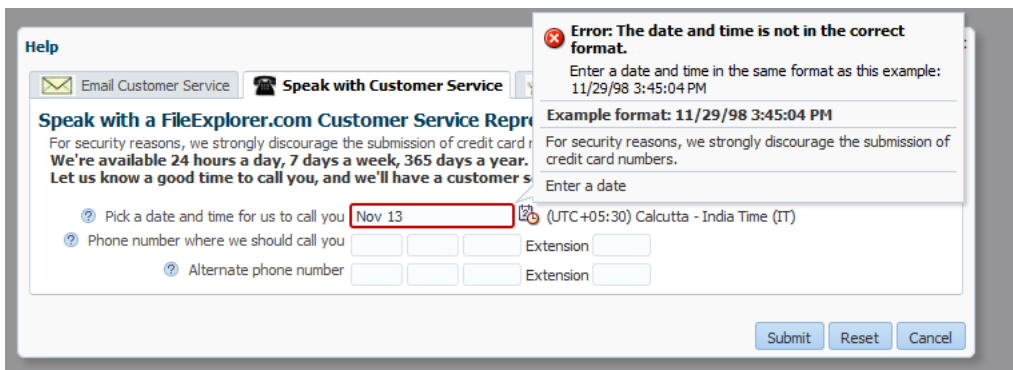 Help
Email Customer Service
Speak with Customer Service
Speak with a FileExplorer.com Customer Service
For security reasons, we strongly discourage the submission of credit card
We're available 24 hours a day, 7 days a week, 365 days a year.
Let us know a good time to call you, and we'll have a customer
Error: The date and time is not in the correct
format.
Enter a date and time in the same format as this example:
11/29/98 3:45:04 PM
Example format: 11/29/98 3:45:04 PM
For security reasons, we strongly discourage the submission of
credit card numbers.
Enter a date
Pick a date and time for us to call you Nov 13 (UTC+05:30) Calcutta - India Time (IT)
Phone number where we should call you Extension
Alternate phone number Extension
Submit Reset Cancel